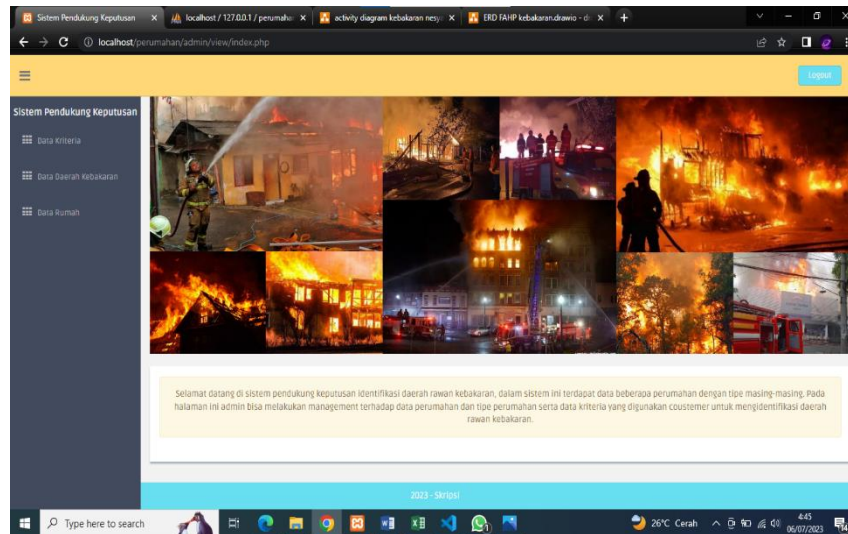 Sistem Pendukung Keputusan
localhost / 127.0.0.1 / perumaha
activity diagram kebakaran nesy
ERD FAHP kebakaran.drawio - dr
localhost/perumahan/admin/view/index.php
Logout
Sistem Pendukung Keputusan
Data Kriteria
Data Daerah Kebakaran
Data Rumah
Selamat datang di sistem pendukung keputusan identifikasi daerah rawan kebakaran, dalam sistem ini terdapat data beberapa perumahan dengan tipe masing-masing. Pada
halaman ini admin bisa melakukan management terhadap data perumahan dan tipe perumahan serta data kriteria yang digunakan coustemer untuk mengidentifikasi daerah
rawan kebakaran.
2023 - Skripsi
Type here to search
26°C Cerah
4:45
06/07/2023